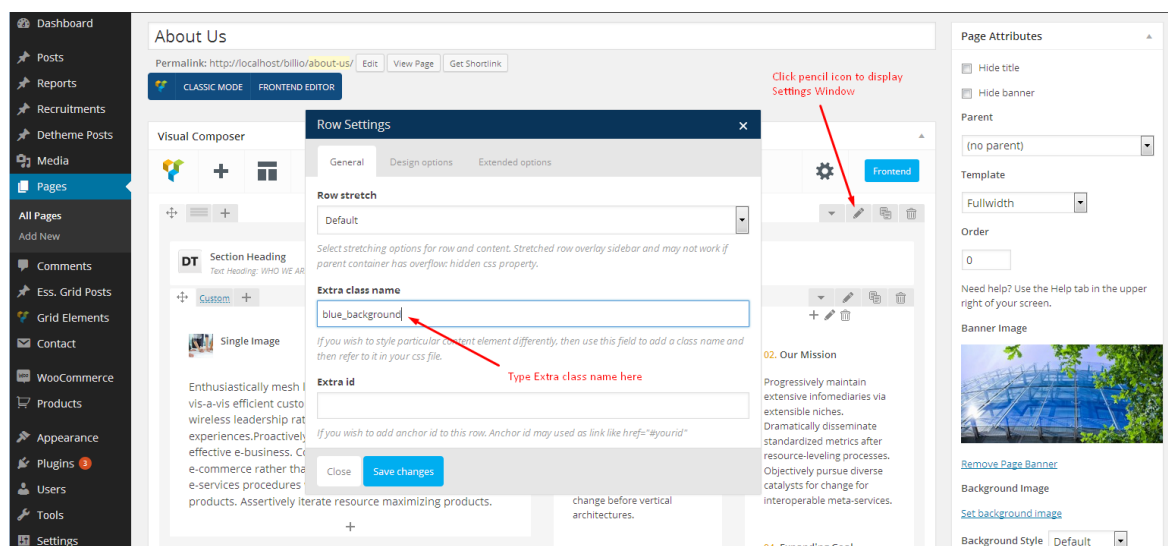 Dashboard
Posts
Reports
Recruitments
Detheme Posts
Media
Pages
All Pages
Add New
Comments
Ess. Grid Posts
Grid Elements
Contact
WooCommerce
Products
Appearance
Plugins 3
Users
Tools
Settings
About Us
Permalink: http://localhost/billio/about-us/ Edit View Page Get Shortlink
CLASSIC MODE FRONTEND EDITOR
Click pencil icon to display
Settings Window
Visual Composer
Frontend
DT Section Heading
Text Heading: WHO WE AR
Custom
Single Image
Enthusiastically mesh
vis-a-vis efficient custo
wireless leadership rat
experiences.Proactively
effective e-business. Co
e-commerce rather tha
e-services procedures
products. Assertively iterate resource maximizing products.
change before vertical
architectures.
02. Our Mission
Progressively maintain
extensive infomediaries via
extensible niches.
Dramatically disseminate
standardized metrics after
resource-leveling processes.
Objectively pursue diverse
catalysts for change for
interoperable meta-services.
Row Settings
General Design options Extended options
Row stretch
Default
Select stretching options for row and content. Stretched row overlay sidebar and may not work if
parent container has overflow: hidden css property.
Extra class name
blue_background
If you wish to style particular content element differently, then use this field to add a class name and
then refer to it in your css file.
Type Extra class name here
Extra id
If you wish to add anchor id to this row. Anchor id may used as link like href="#yourid"
Close Save changes
Page Attributes
Hide title
Hide banner
Parent
(no parent)
Template
Fullwidth
Order
0
Need help? Use the Help tab in the upper
right of your screen.
Banner Image
Remove Page Banner
Background Image
Set background image
Background Style Default